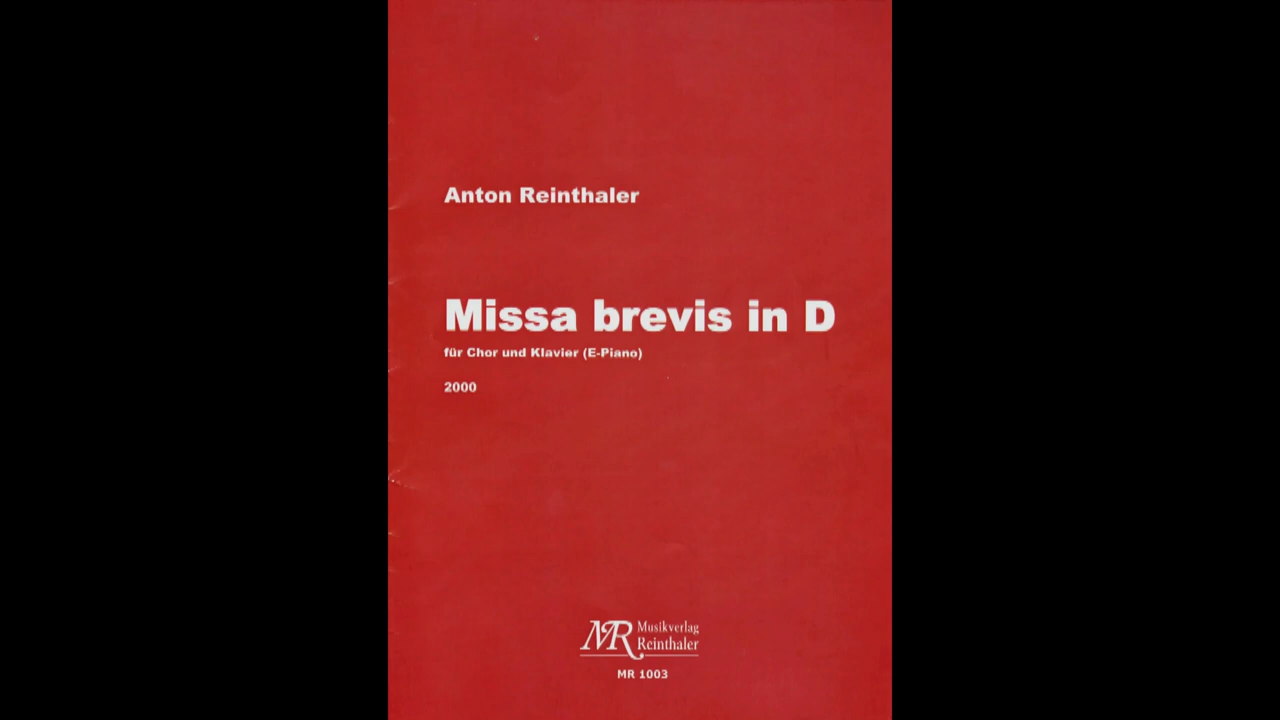 Anton Reinthaler
Missa brevis in D
für Chor und Klavier (E-Piano)
2000
MR Musikverlag
Reinthaler
MR 1003